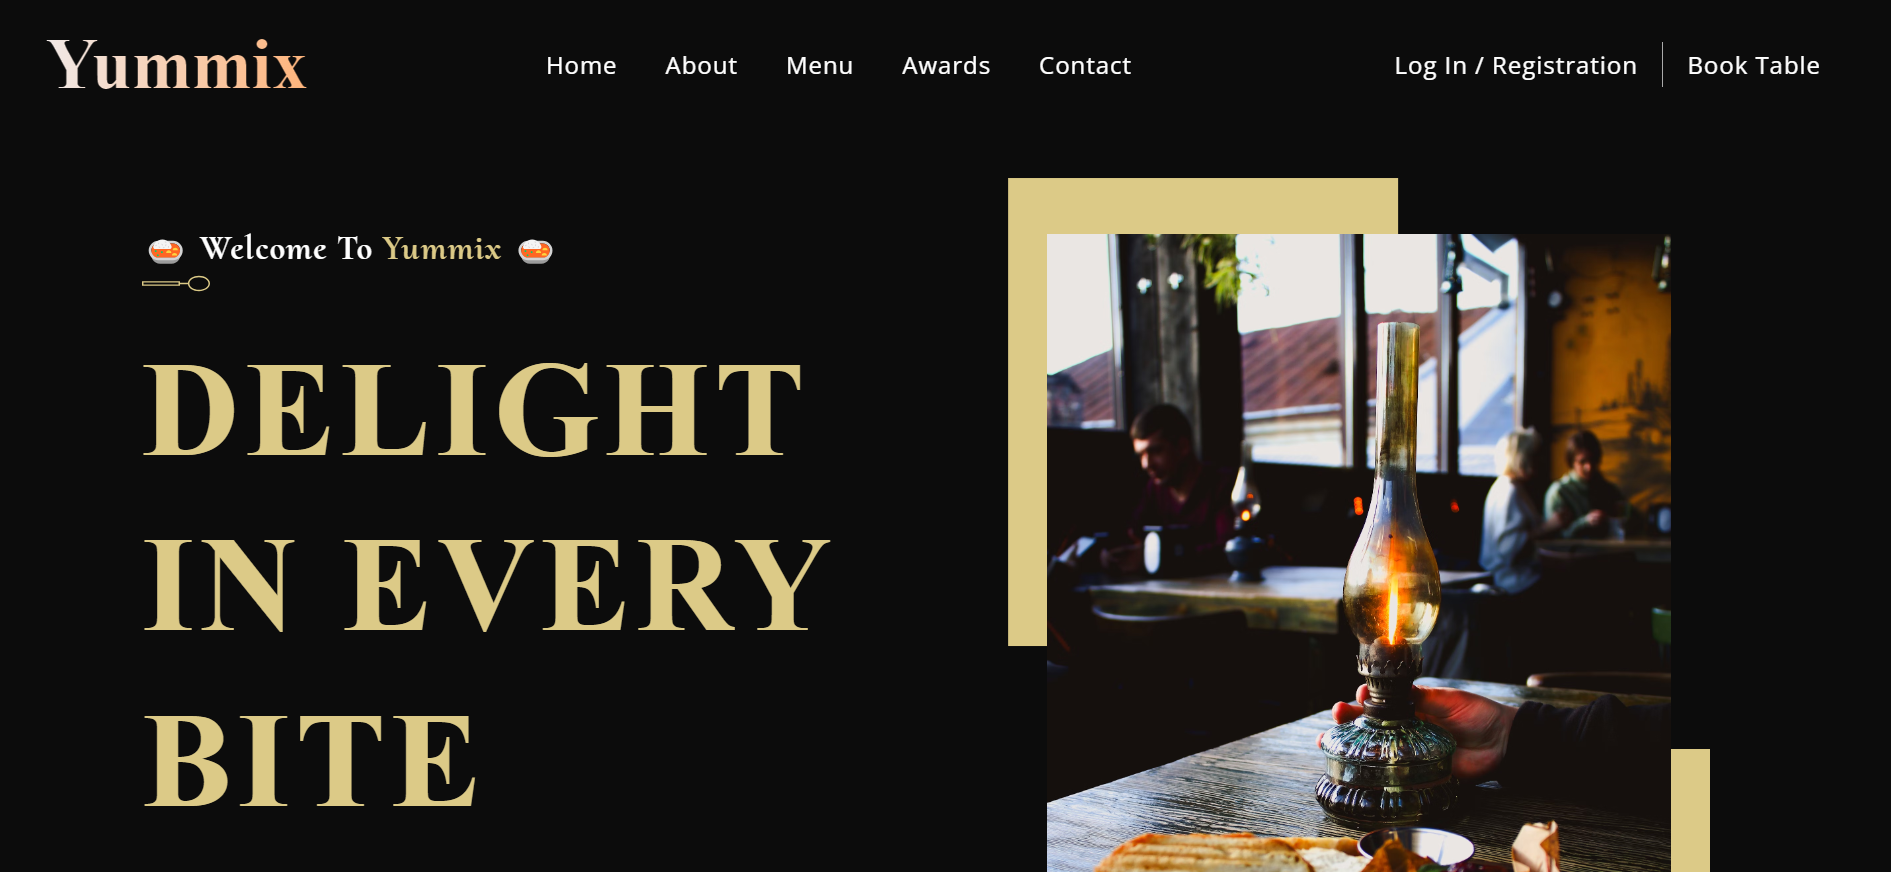 Yummix
Home About Menu Awards Contact
Log In / Registration
Book Table
🍛 Welcome To Yummix 🍛
DELIGHT
IN EVERY
BITE